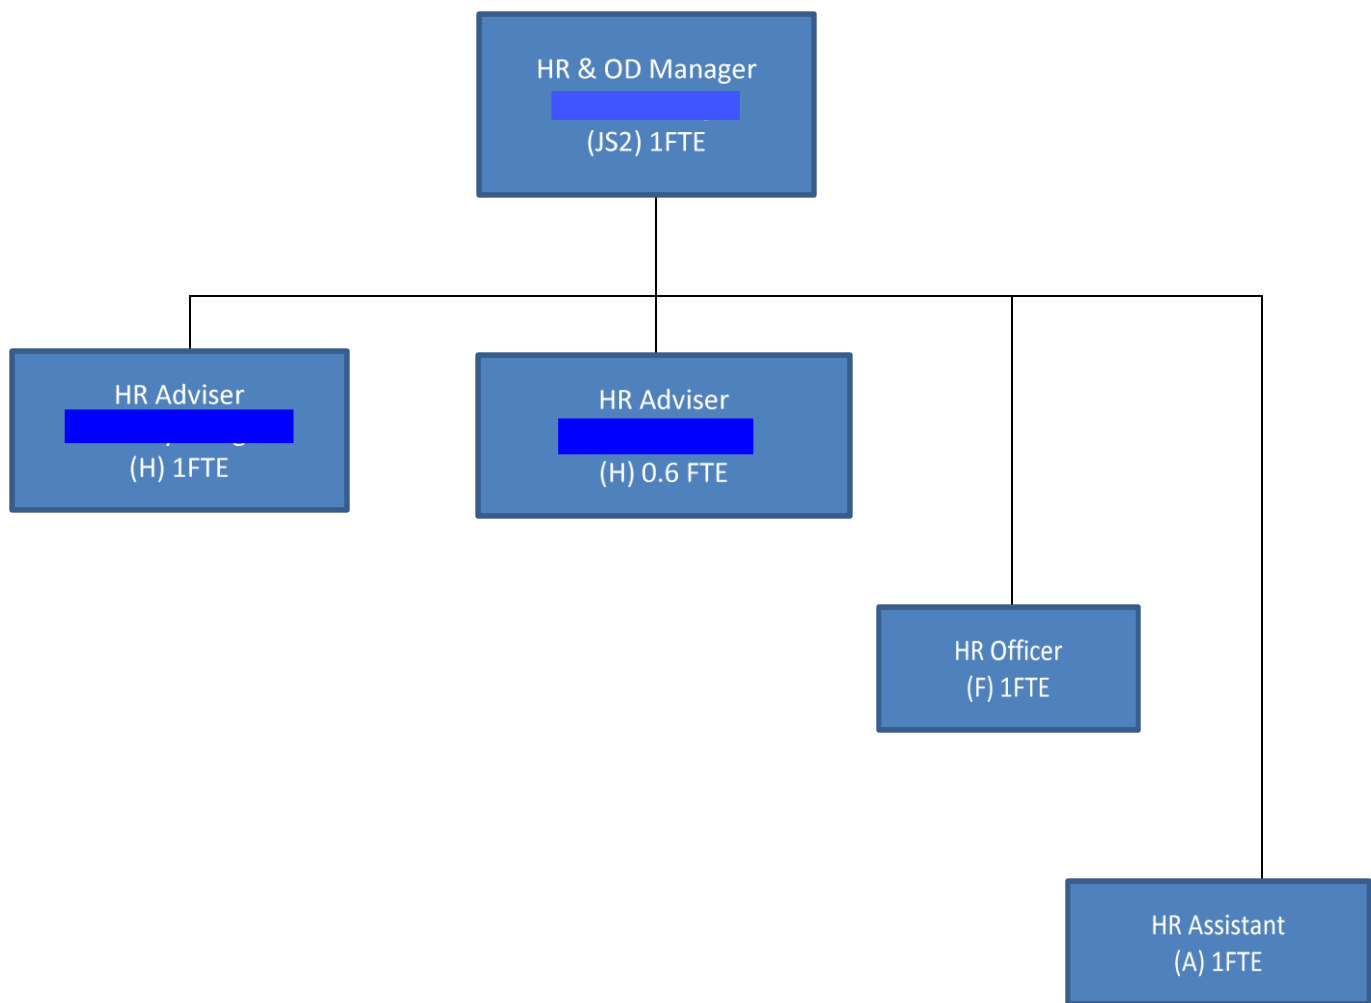 HR & OD Manager
(JS2) 1FTE
HR Adviser
(H) 1FTE
HR Adviser
(H) 0.6 FTE
HR Officer
(F) 1FTE
HR Assistant
(A) 1FTE